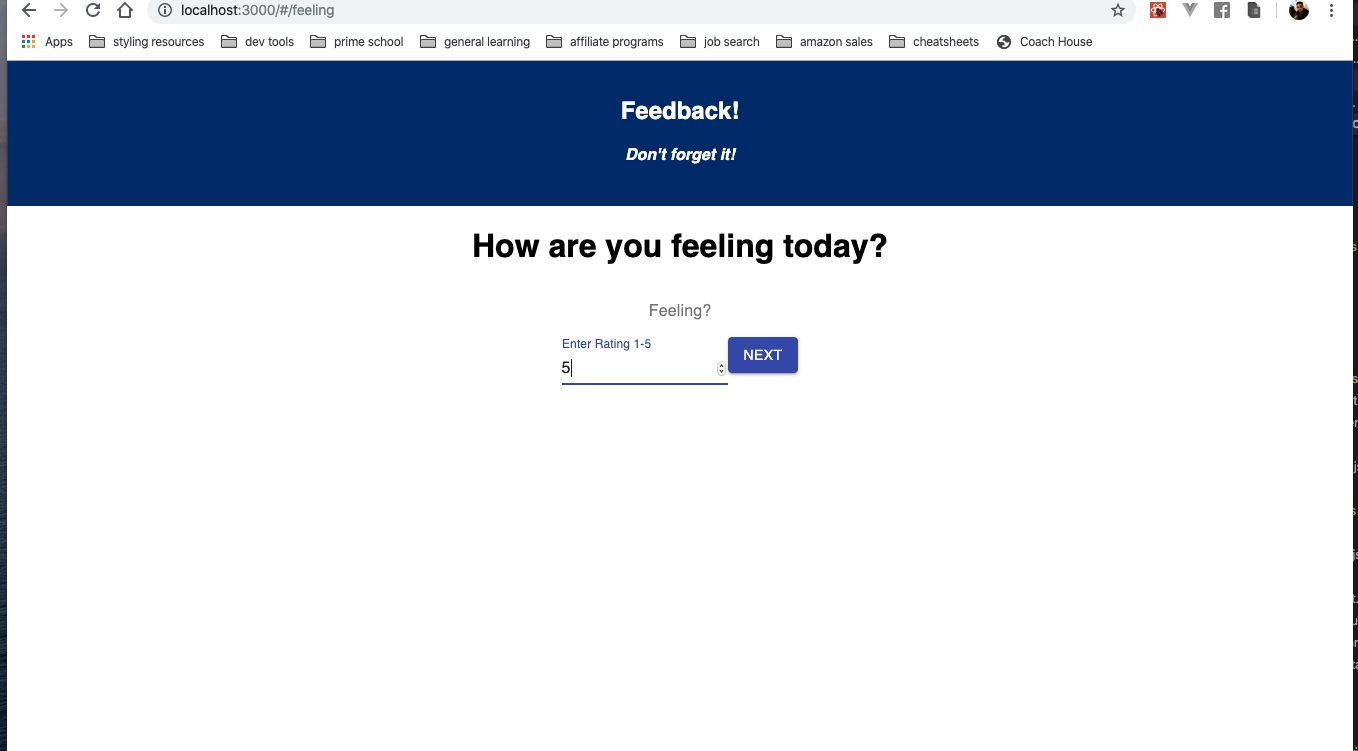 localhost:3000/#/feeling
Apps styling resources dev tools prime school general learning affiliate programs job search amazon sales cheatsheets Coach House
Feedback!
Don't forget it!
How are you feeling today?
Feeling?
Enter Rating 1-5
5
NEXT